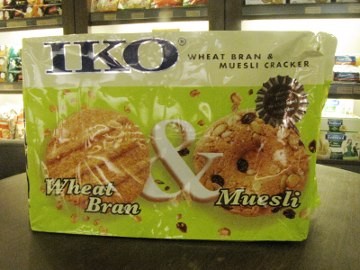 IKO®
WHEAT BRAN &
MUESLI CRACKER
&
Wheat
Bran
Muesli